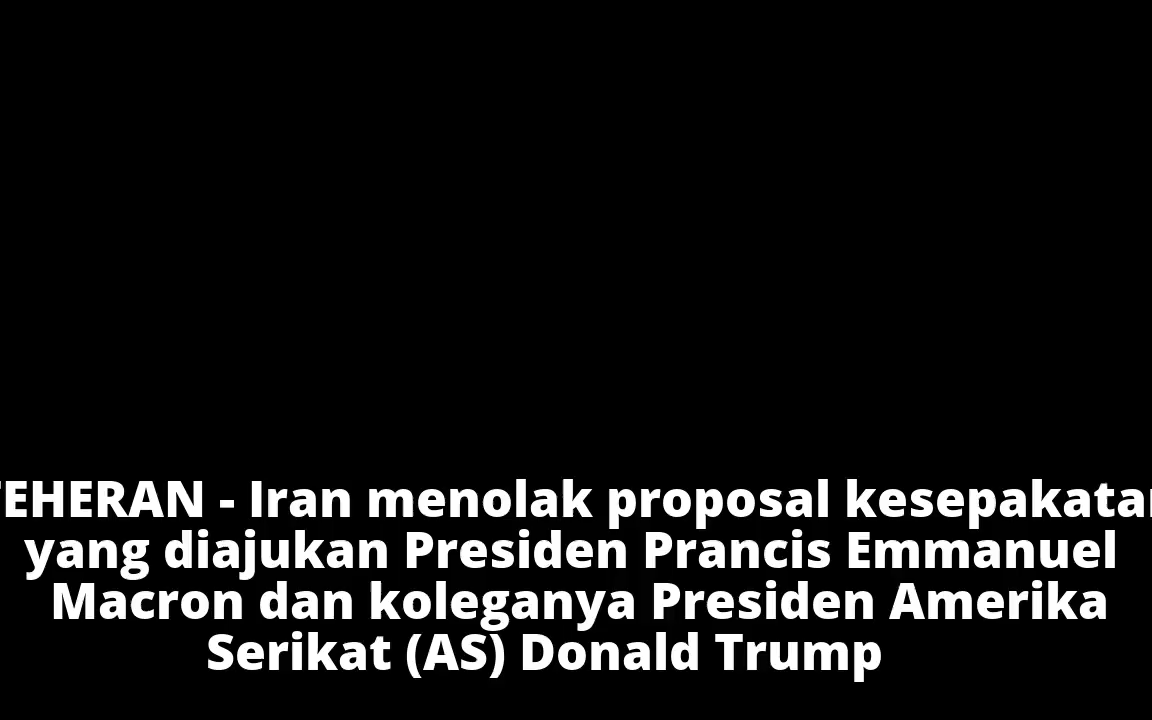 TEHERAN - Iran menolak proposal kesepakatan
yang diajukan Presiden Prancis Emmanuel
Macron dan koleganya Presiden Amerika
Serikat (AS) Donald Trump